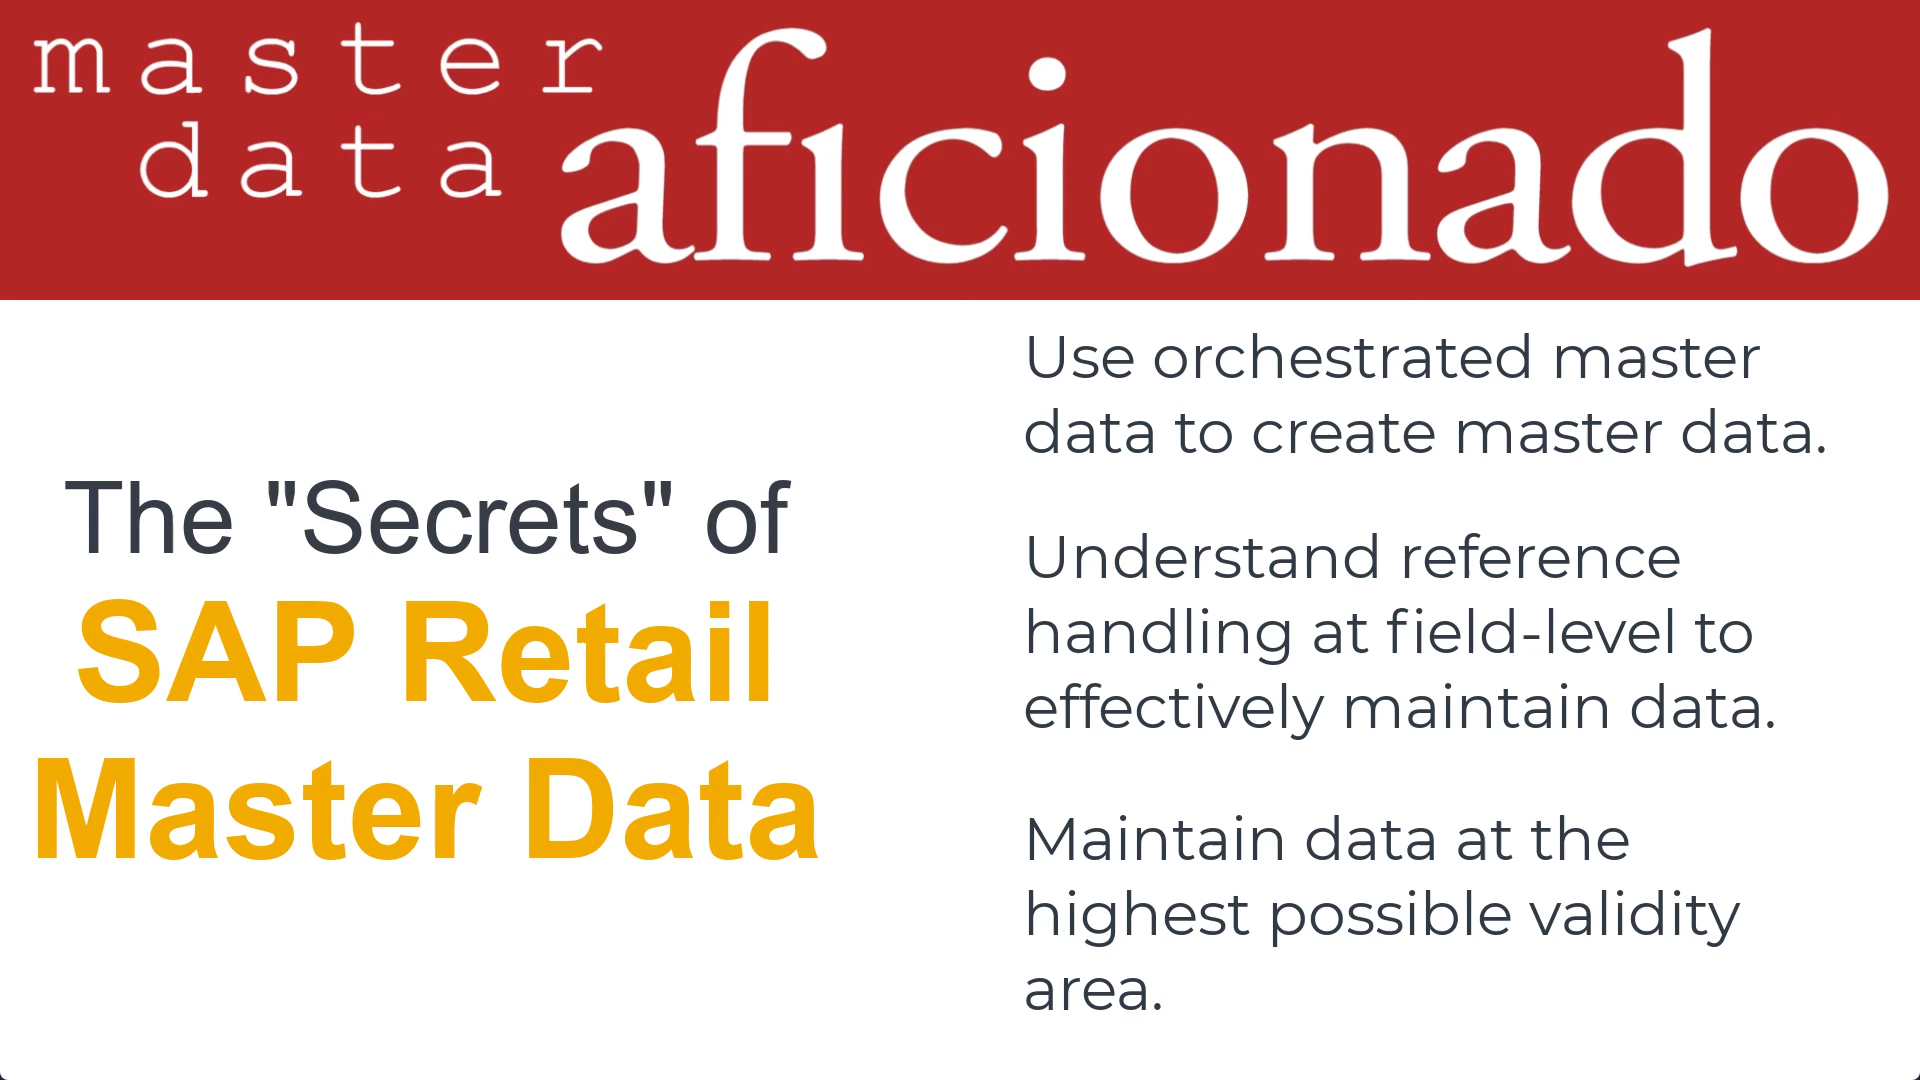 master
data
aficionado
The "Secrets" of
SAP Retail
Master Data
Use orchestrated master
data to create master data.
Understand reference
handling at field-level to
effectively maintain data.
Maintain data at the
highest possible validity
area.